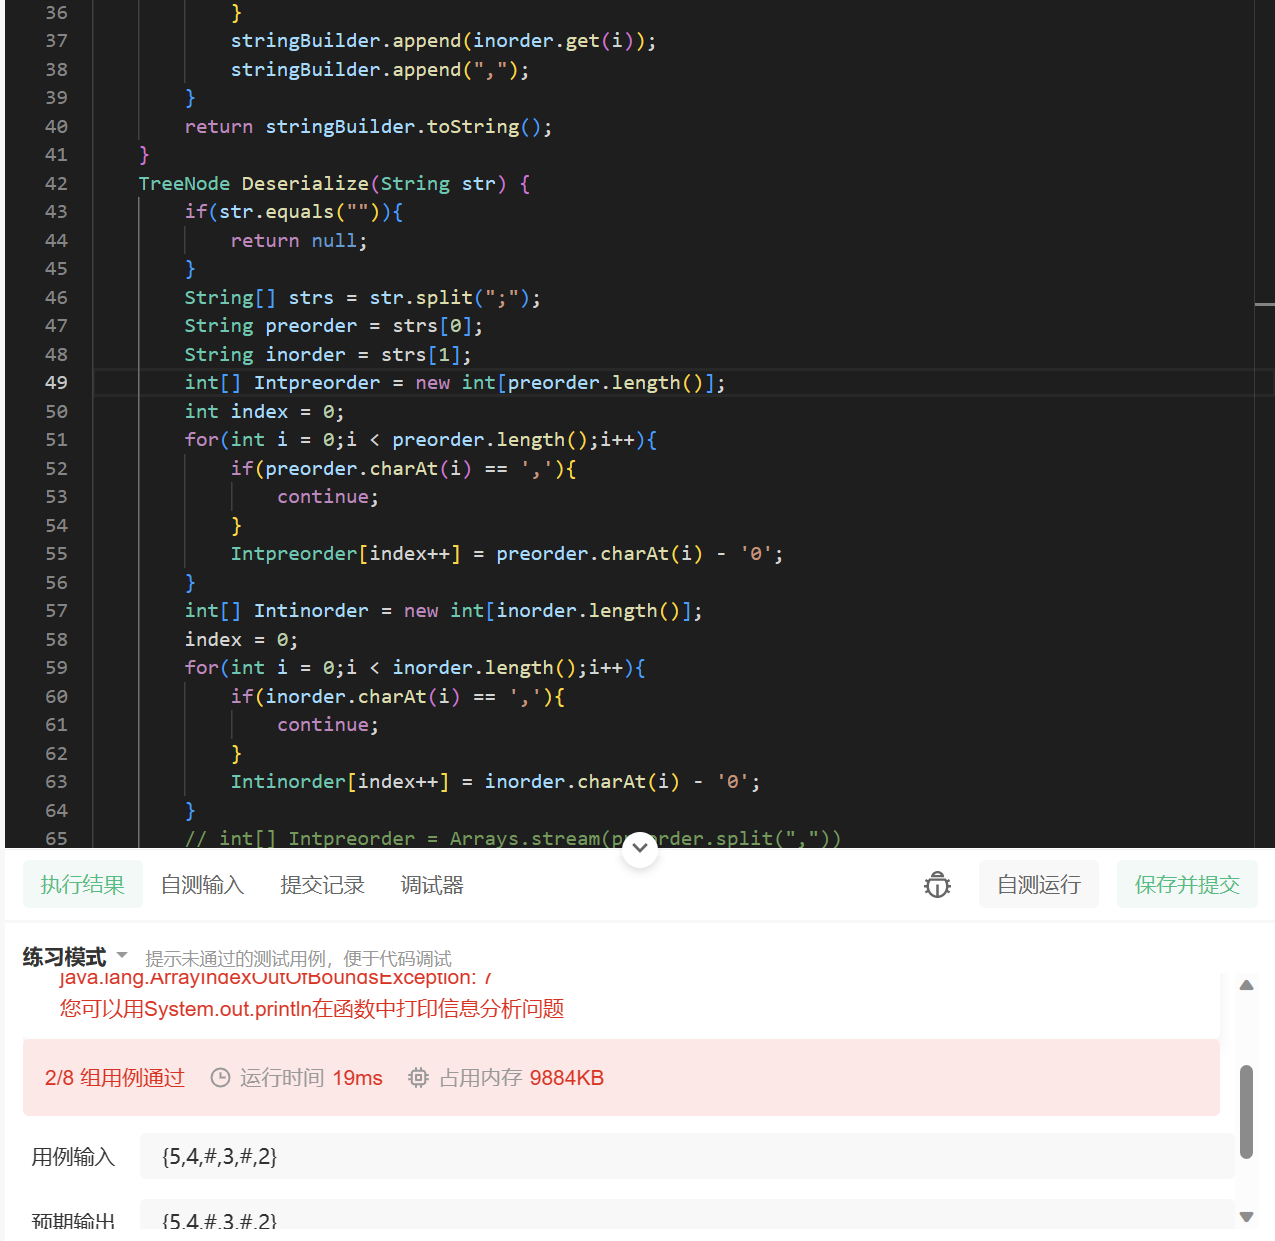 36                }
37                stringBuilder.append(inorder.get(i));
38                stringBuilder.append(",");
39            }
40            return stringBuilder.toString();
41        }
42        TreeNode Deserialize(String str) {
43            if(str.equals("")){
44                return null;
45            }
46            String[] strs = str.split(";");
47            String preorder = strs[0];
48            String inorder = strs[1];
49            int[] Intpreorder = new int[preorder.length()];
50            int index = 0;
51            for(int i = 0;i < preorder.length();i++){
52                if(preorder.charAt(i) == ','){
53                    continue;
54                }
55                Intpreorder[index++] = preorder.charAt(i) - '0';
56            }
57            int[] Intinorder = new int[inorder.length()];
58            index = 0;
59            for(int i = 0;i < inorder.length();i++){
60                if(inorder.charAt(i) == ','){
61                    continue;
62                }
63                Intinorder[index++] = inorder.charAt(i) - '0';
64            }
65            // int[] Intpreorder = Arrays.stream(preorder.split(","))
执行结果 自测输入 提交记录 调试器 自测运行 保存并提交
练习模式 提示未通过的测试用例，便于代码调试
java.lang.ArrayIndexOutOfBoundsException: 7
您可以用System.out.println在函数中打印信息分析问题
2/8 组用例通过 运行时间 19ms 占用内存 9884KB
用例输入 {5,4,#,3,#,2}
预期输出 {5,4,#,3,#,2}